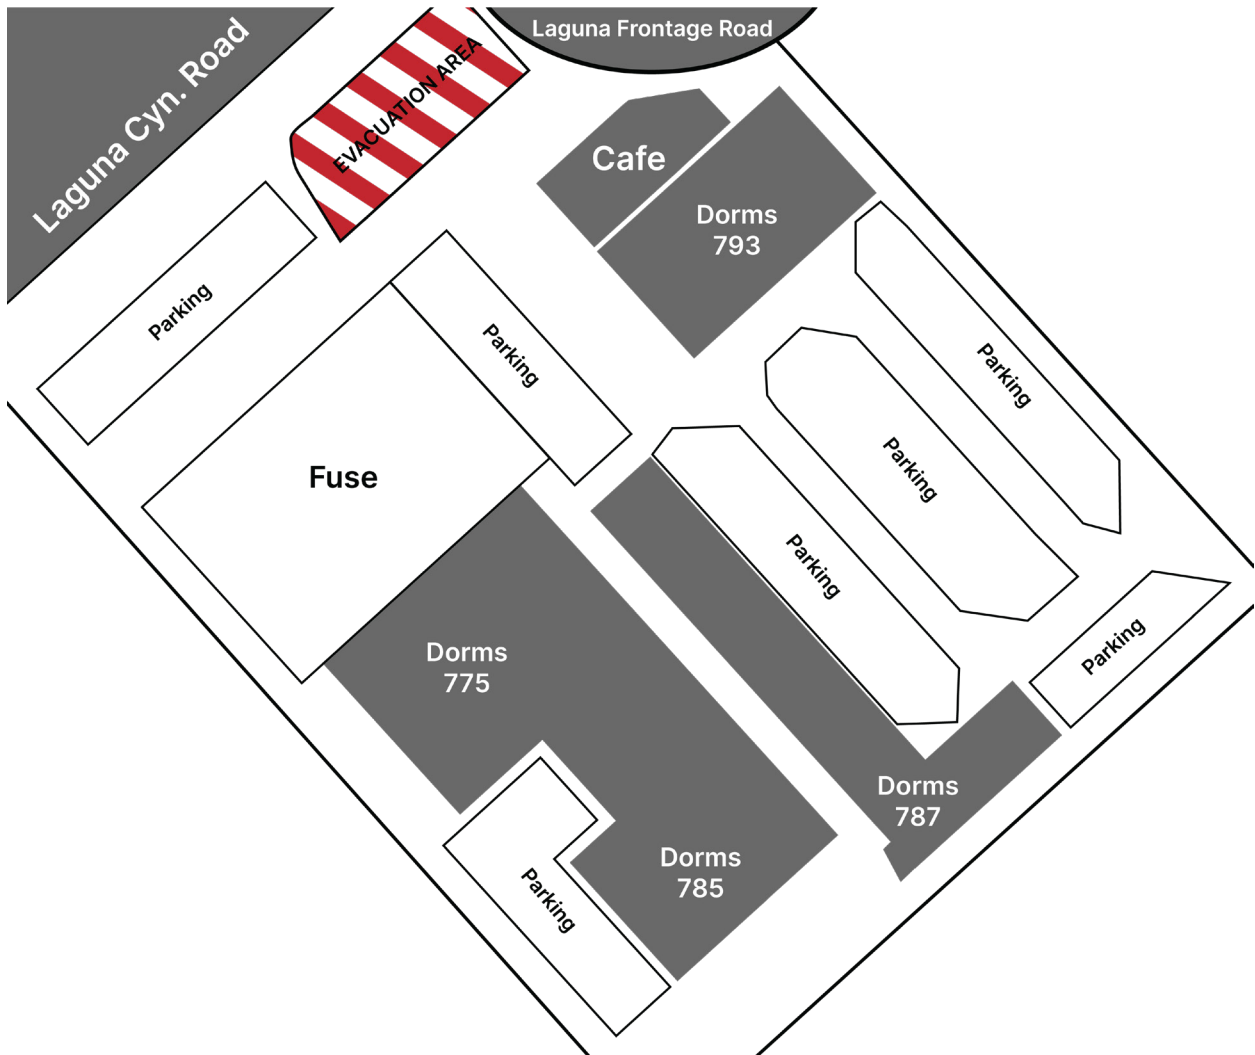 Laguna Cyn. Road
EVACUATION AREA
Laguna Frontage Road
Cafe
Dorms
793
Parking
Parking
Parking
Fuse
Parking
Parking
Parking
Dorms
775
Dorms
787
Dorms
785
Parking